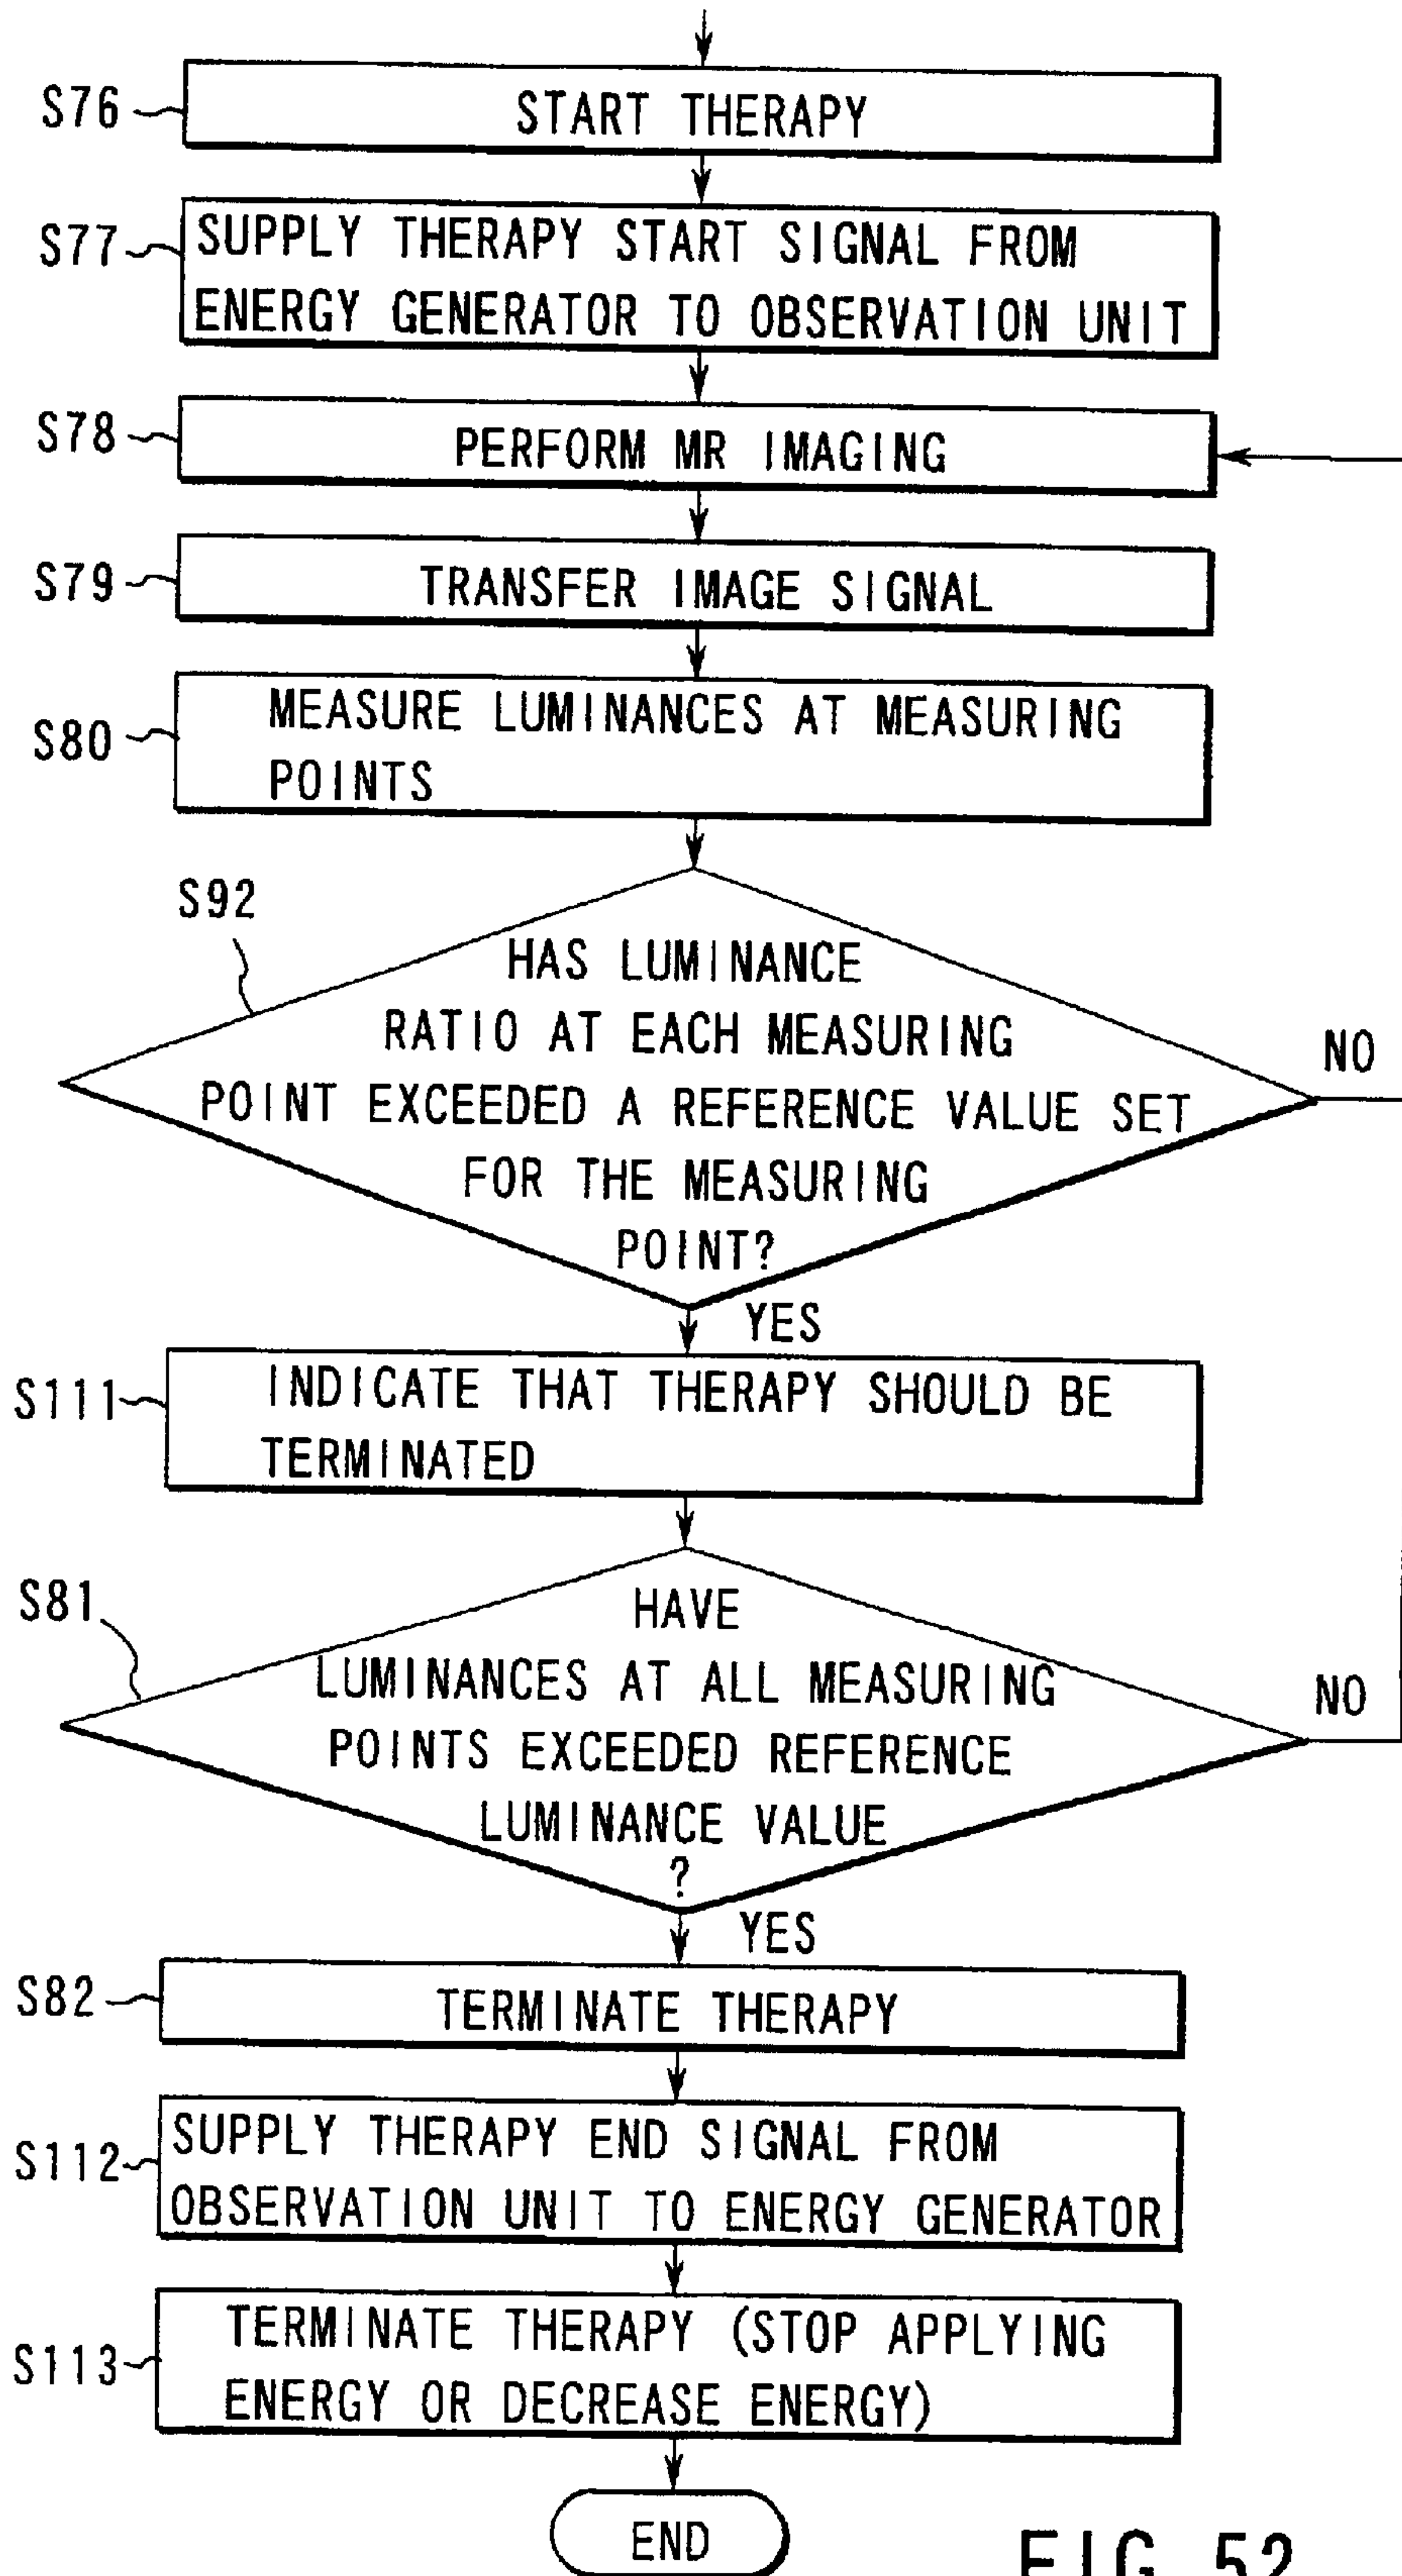 S76
START THERAPY
S77
SUPPLY THERAPY START SIGNAL FROM
ENERGY GENERATOR TO OBSERVATION UNIT
S78
PERFORM MR IMAGING
S79
TRANSFER IMAGE SIGNAL
S80
MEASURE LUMINANCES AT MEASURING
POINTS
S92
HAS LUMINANCE
RATIO AT EACH MEASURING
POINT EXCEEDED A REFERENCE VALUE SET
FOR THE MEASURING
POINT?
NO
YES
S111
INDICATE THAT THERAPY SHOULD BE
TERMINATED
S81
HAVE
LUMINANCES AT ALL MEASURING
POINTS EXCEEDED REFERENCE
LUMINANCE VALUE
?
NO
YES
S82
TERMINATE THERAPY
S112
SUPPLY THERAPY END SIGNAL FROM
OBSERVATION UNIT TO ENERGY GENERATOR
S113
TERMINATE THERAPY (STOP APPLYING
ENERGY OR DECREASE ENERGY)
END
FIG. 52